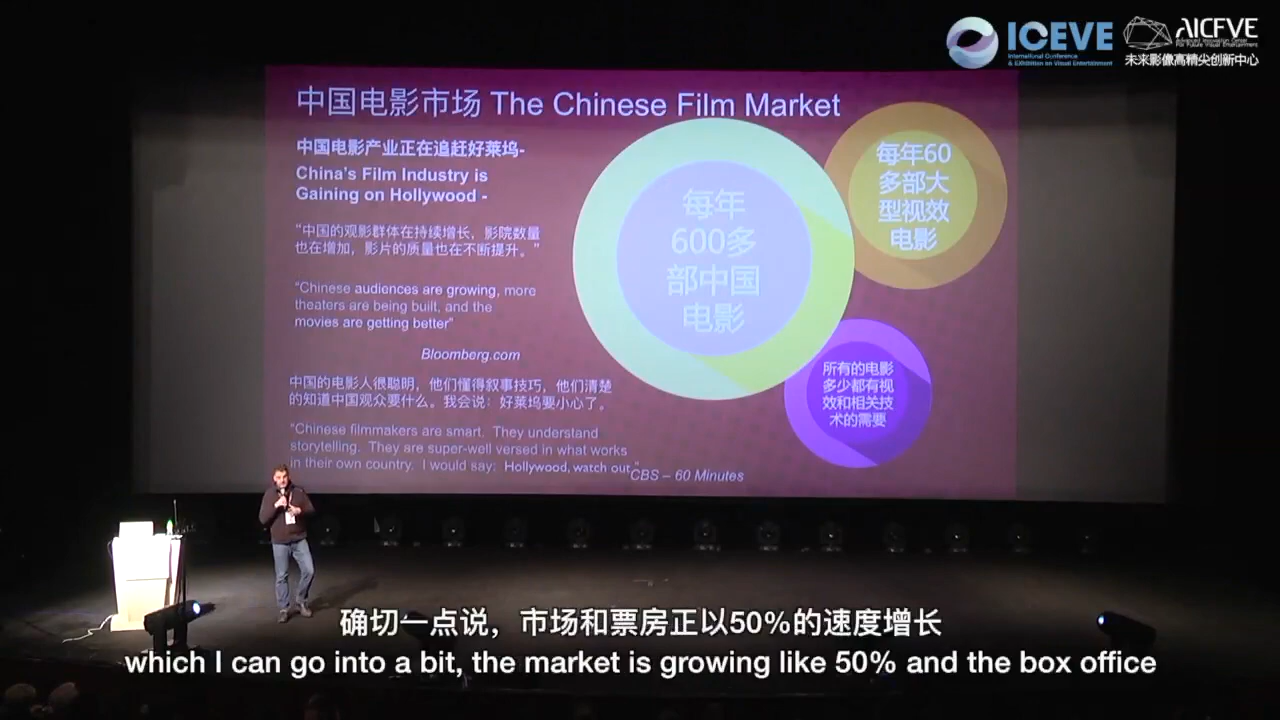 ICEVE
International Conference
& Exhibition on Visual Entertainment
AICFVE
Advanced Innovation Center
For Future Visual Entertainment
未来影像高精尖创新中心
中国电影市场 The Chinese Film Market
中国电影产业正在追赶好莱坞-
China's Film Industry is
Gaining on Hollywood -
“中国的观影群体在持续增长，影院数量
也在增加，影片的质量也在不断提升。”
“Chinese audiences are growing, more
theaters are being built, and the
movies are getting better”
Bloomberg.com
中国的电影人很聪明，他们懂得叙事技巧，他们清楚
的知道中国观众要什么。我会说：好莱坞要小心了。
“Chinese filmmakers are smart.  They understand
storytelling.  They are super-well versed in what works
in their own country.  I would say:  Hollywood, watch out.”
CBS – 60 Minutes
每年
600多
部中国
电影
每年60
多部大
型视效
电影
所有的电影
多少都有视
效和相关技
术的需要
确切一点说，市场和票房正以50%的速度增长
which I can go into a bit, the market is growing like 50% and the box office